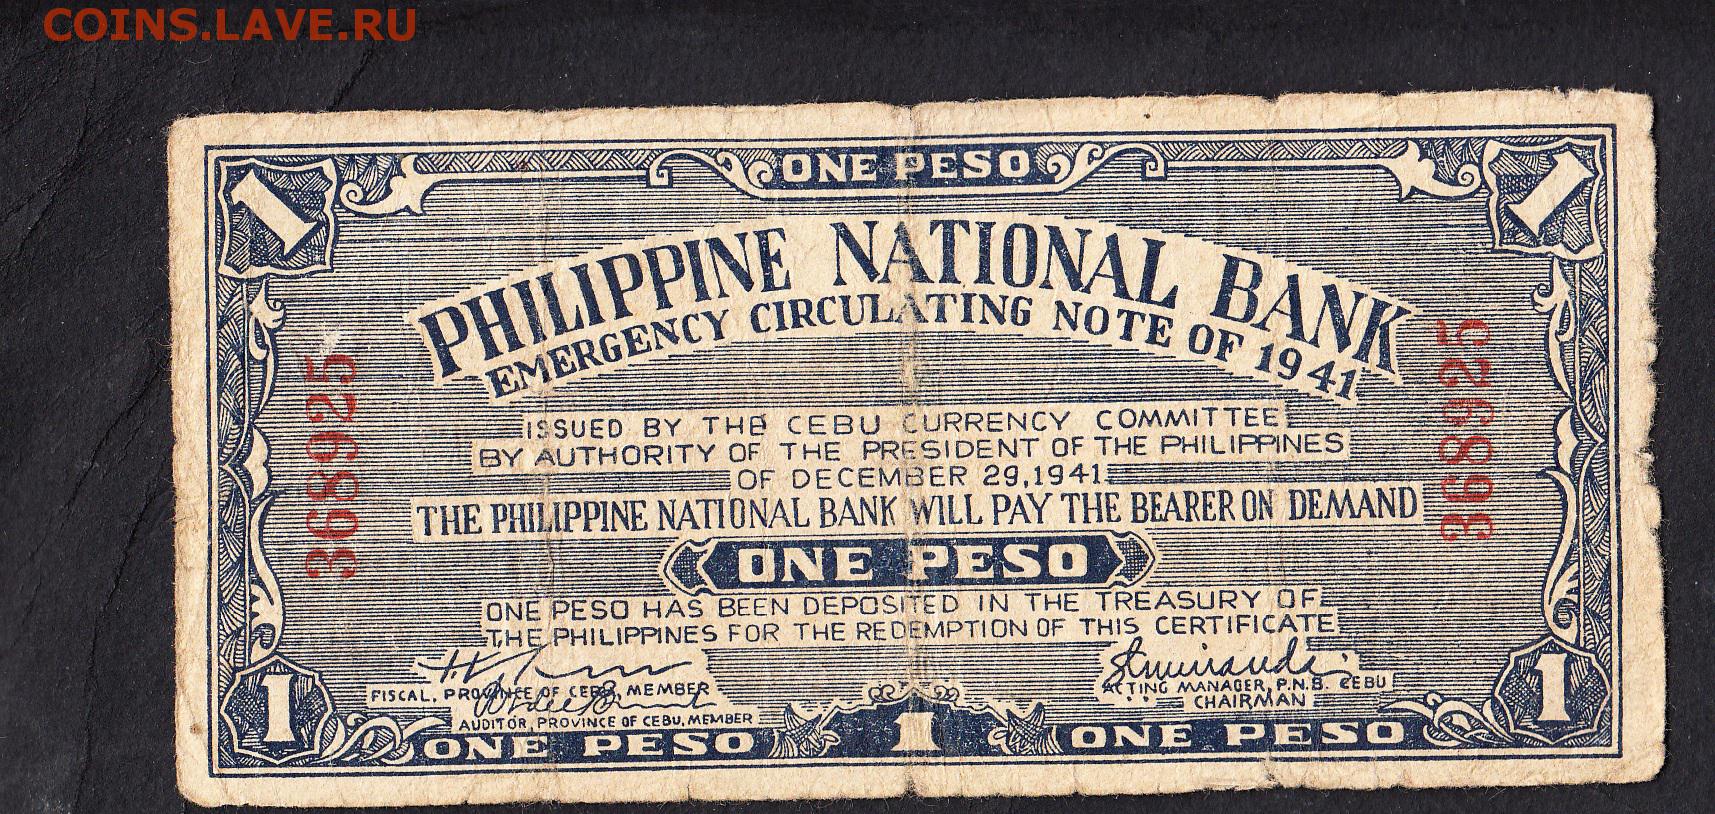 COINS.LAVE.RU
1
ONE PESO
1
PHILIPPINE NATIONAL BANK
EMERGENCY CIRCULATING NOTE OF 1941
368925
368925
ISSUED BY THE CEBU CURRENCY COMMITTEE
BY AUTHORITY OF THE PRESIDENT OF THE PHILIPPINES
OF DECEMBER 29, 1941.
THE PHILIPPINE NATIONAL BANK WILL PAY THE BEARER ON DEMAND
ONE PESO
ONE PESO HAS BEEN DEPOSITED IN THE TREASURY OF
THE PHILIPPINES FOR THE REDEMPTION OF THIS CERTIFICATE
FISCAL, PROVINCE OF CEBU, MEMBER
ACTING MANAGER, P.N.B. CEBU
CHAIRMAN
AUDITOR, PROVINCE OF CEBU, MEMBER
1
ONE PESO
1
ONE PESO
1